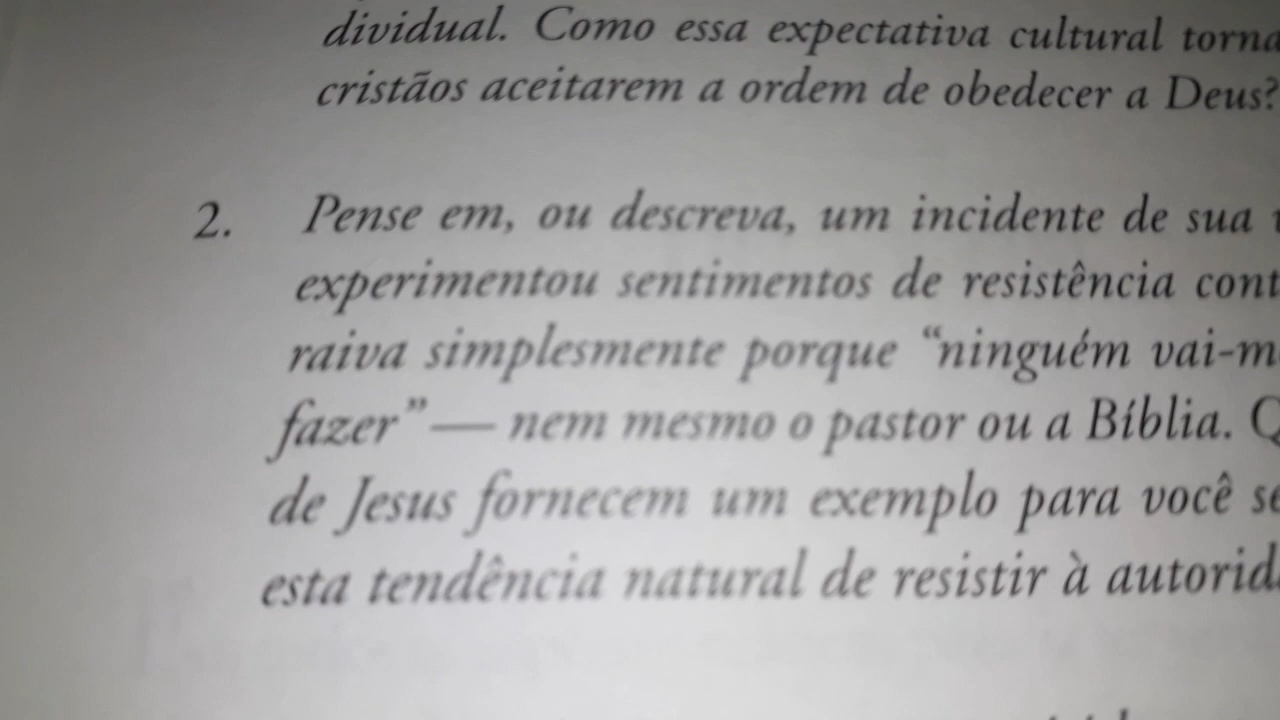 dividual. Como essa expectativa cultural torna
cristãos aceitarem a ordem de obedecer a Deus?
2. Pense em, ou descreva, um incidente de sua
experimentou sentimentos de resistência cont
raiva simplesmente porque “ninguém vai-m
fazer” — nem mesmo o pastor ou a Bíblia. Q
de Jesus fornecem um exemplo para você se
esta tendência natural de resistir à autorida